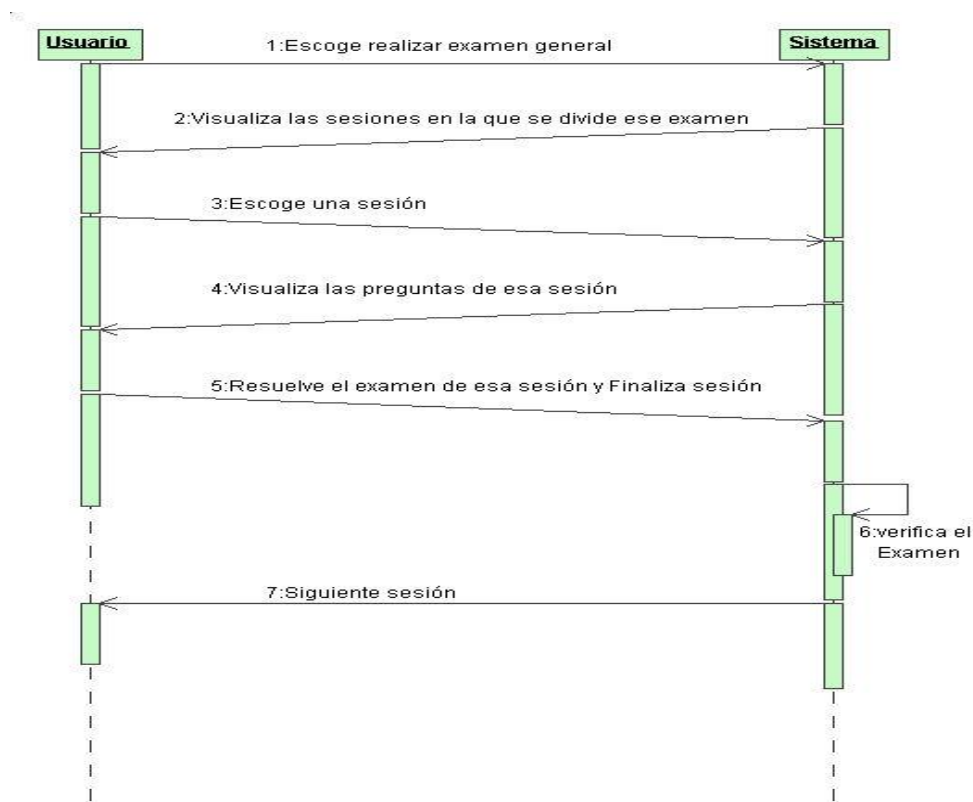 Usuario
Sistema
1:Escoge realizar examen general
2:Visualiza las sesiones en la que se divide ese examen
3:Escoge una sesión
4:Visualiza las preguntas de esa sesión
5:Resuelve el examen de esa sesión y Finaliza sesión
6:verifica el
Examen
7:Siguiente sesión